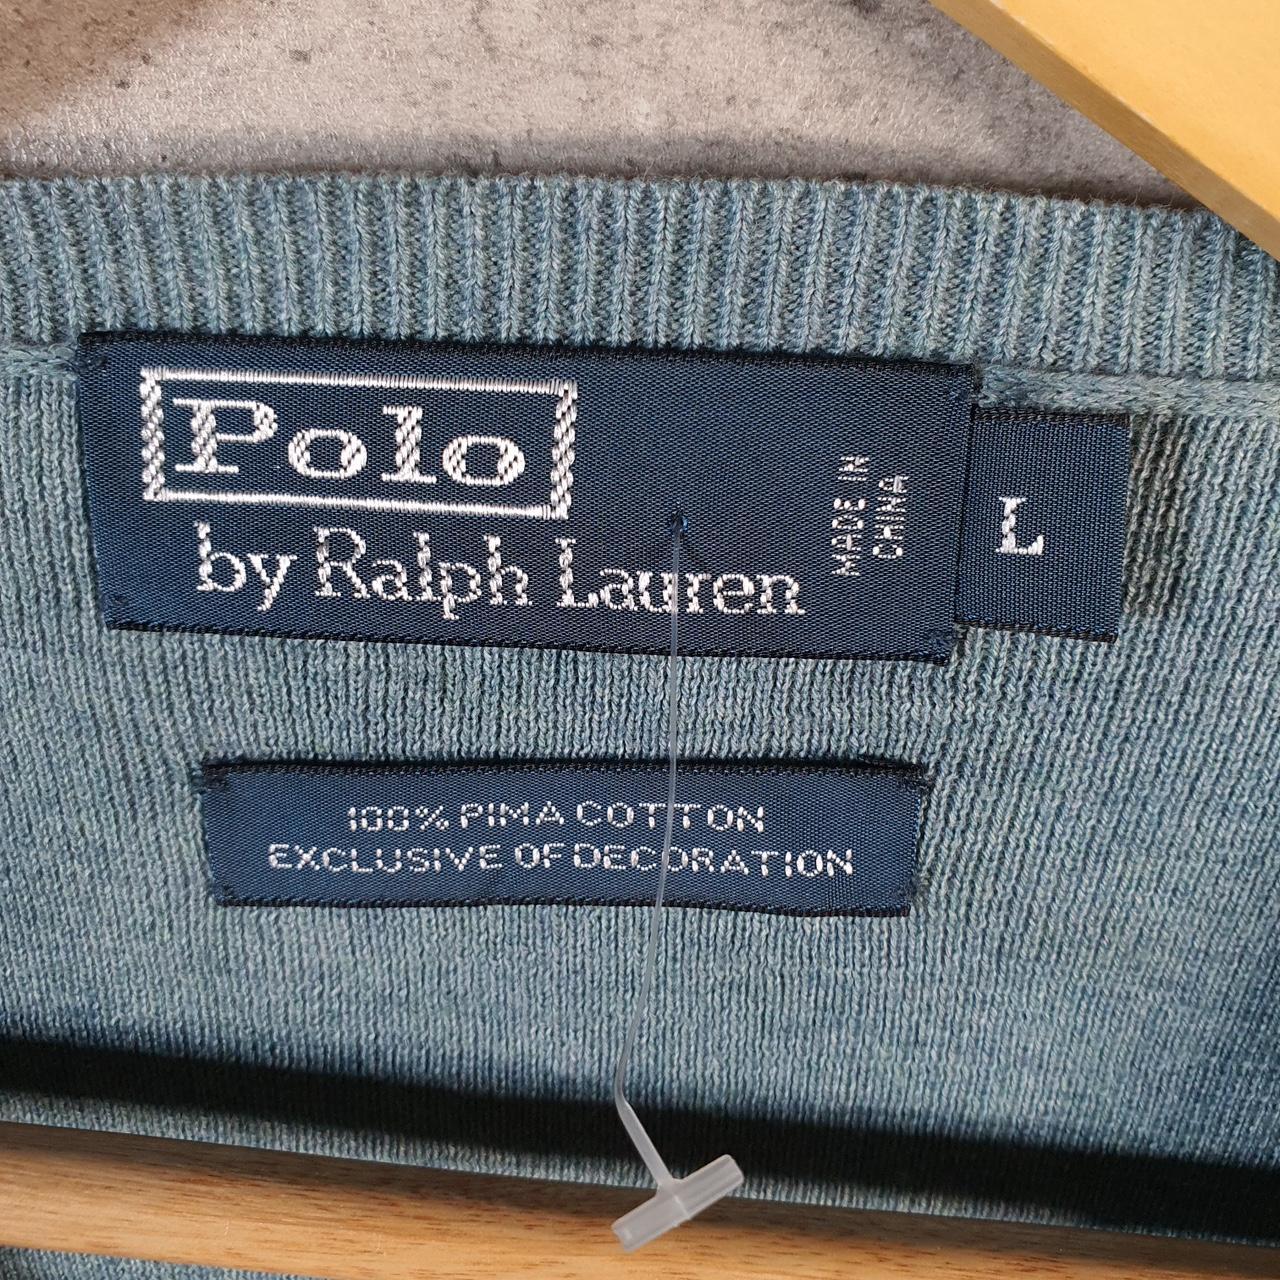 Polo
by Ralph Lauren
MADE IN
CHINA
L
100% PIMA COTTON
EXCLUSIVE OF DECORATION